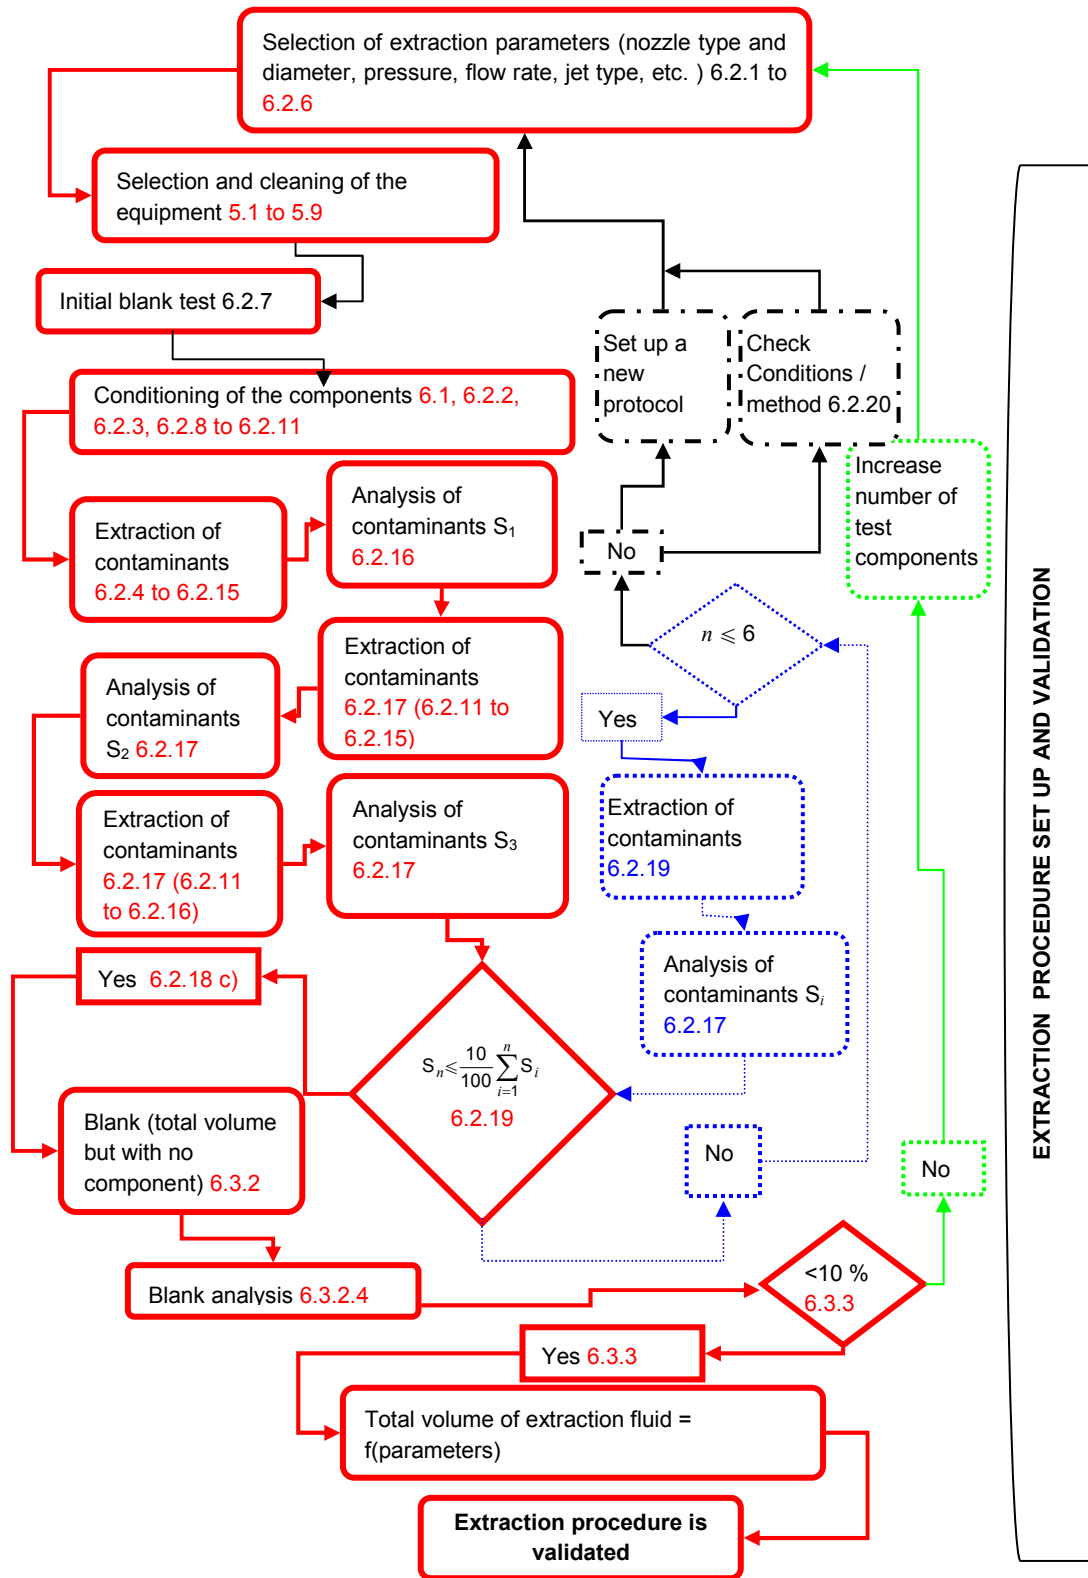 Selection of extraction parameters (nozzle type and
diameter, pressure, flow rate, jet type, etc. ) 6.2.1 to
6.2.6
Selection and cleaning of the
equipment 5.1 to 5.9
Initial blank test 6.2.7
Conditioning of the components 6.1, 6.2.2,
6.2.3, 6.2.8 to 6.2.11
Extraction of
contaminants
6.2.4 to 6.2.15
Analysis of
contaminants S₁
6.2.16
Extraction of
contaminants
6.2.17 (6.2.11 to
6.2.15)
Analysis of
contaminants
S₂ 6.2.17
Extraction of
contaminants
6.2.17 (6.2.11
to 6.2.16)
Analysis of
contaminants S₃
6.2.17
Yes 6.2.18 c)
Sₙ ⩽ 10/100 ∑ⁿᵢ₌₁ Sᵢ
6.2.19
Blank (total volume
but with no
component) 6.3.2
Blank analysis 6.3.2.4
<10 %
6.3.3
Yes 6.3.3
Total volume of extraction fluid =
f(parameters)
Extraction procedure is
validated
Set up a
new
protocol
Check
Conditions /
method 6.2.20
No
n ⩽ 6
Yes
Extraction of
contaminants
6.2.19
Analysis of
contaminants Sᵢ
6.2.17
No
Increase
number of
test
components
No
EXTRACTION PROCEDURE SET UP AND VALIDATION